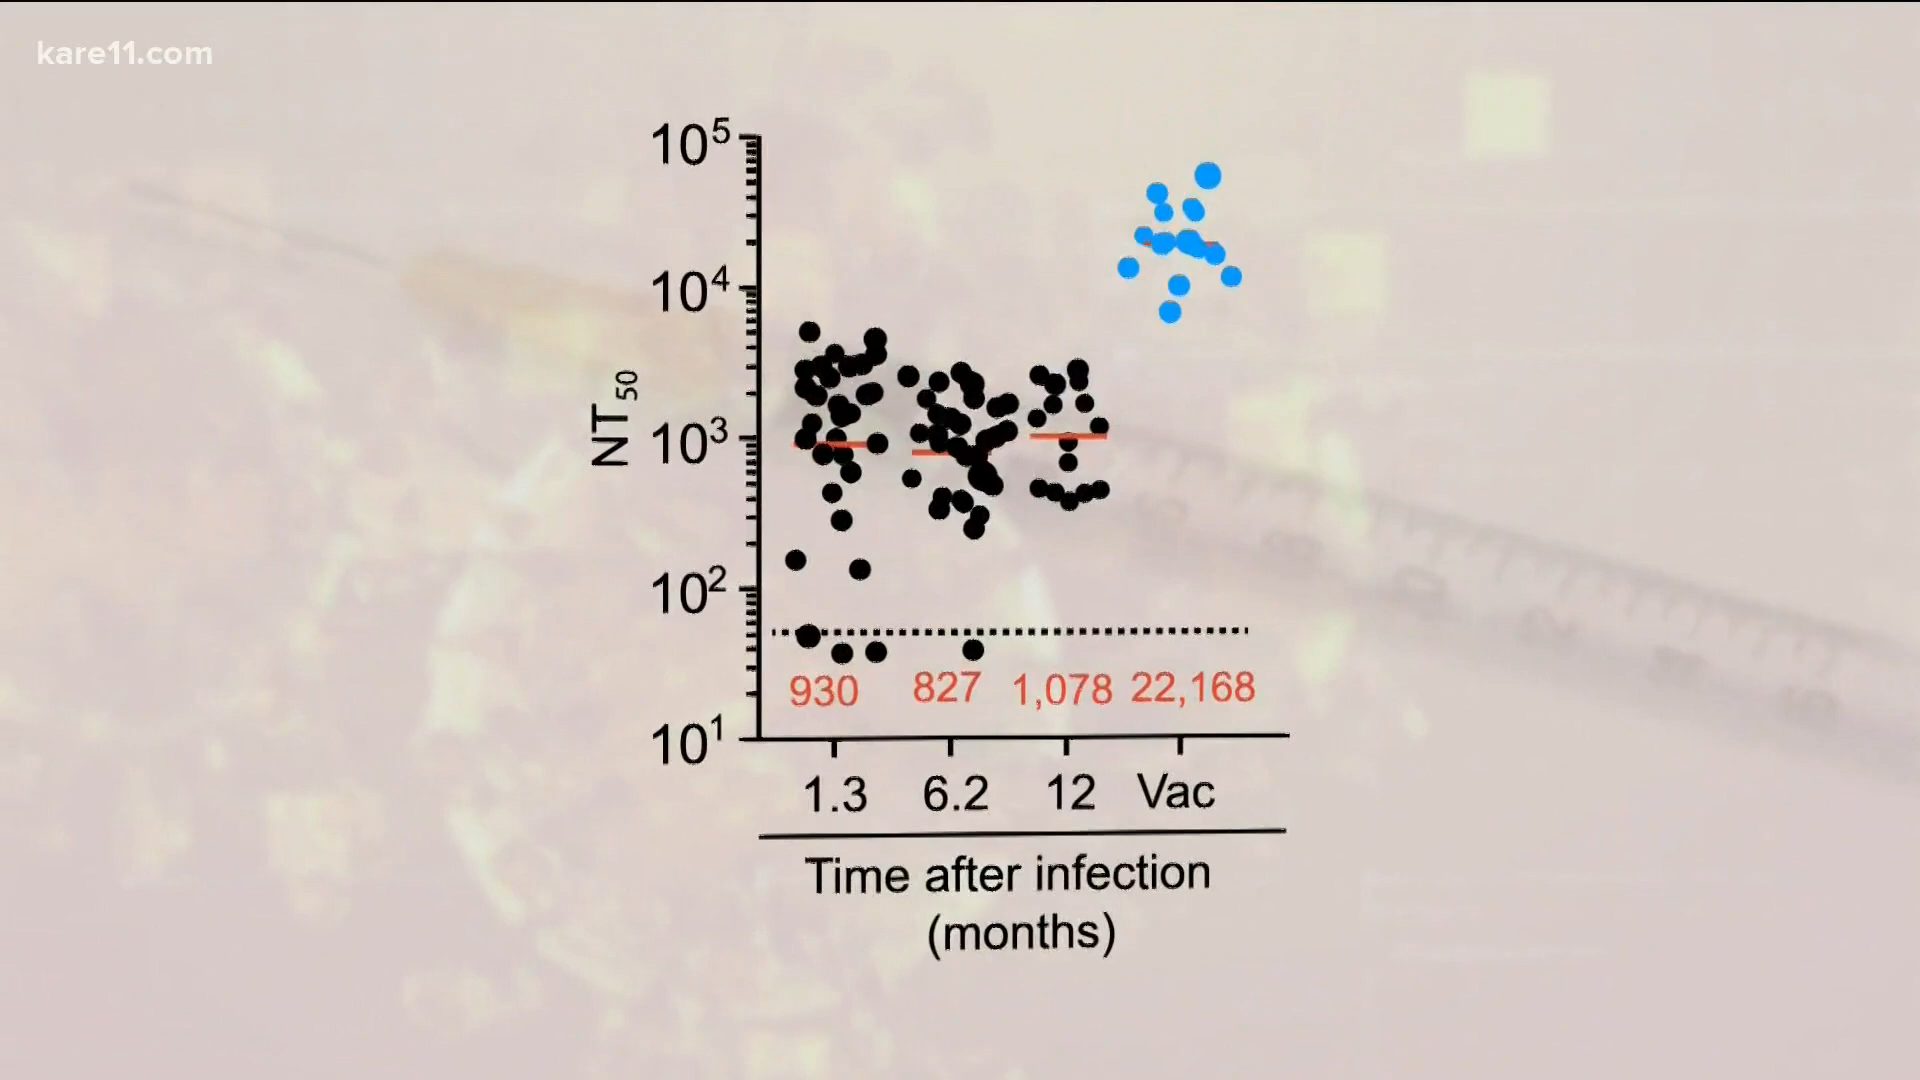 kare11.com
10⁵
10⁴
10³
10²
10¹
NT₅₀
930 827 1,078 22,168
1.3 6.2 12 Vac
Time after infection
(months)